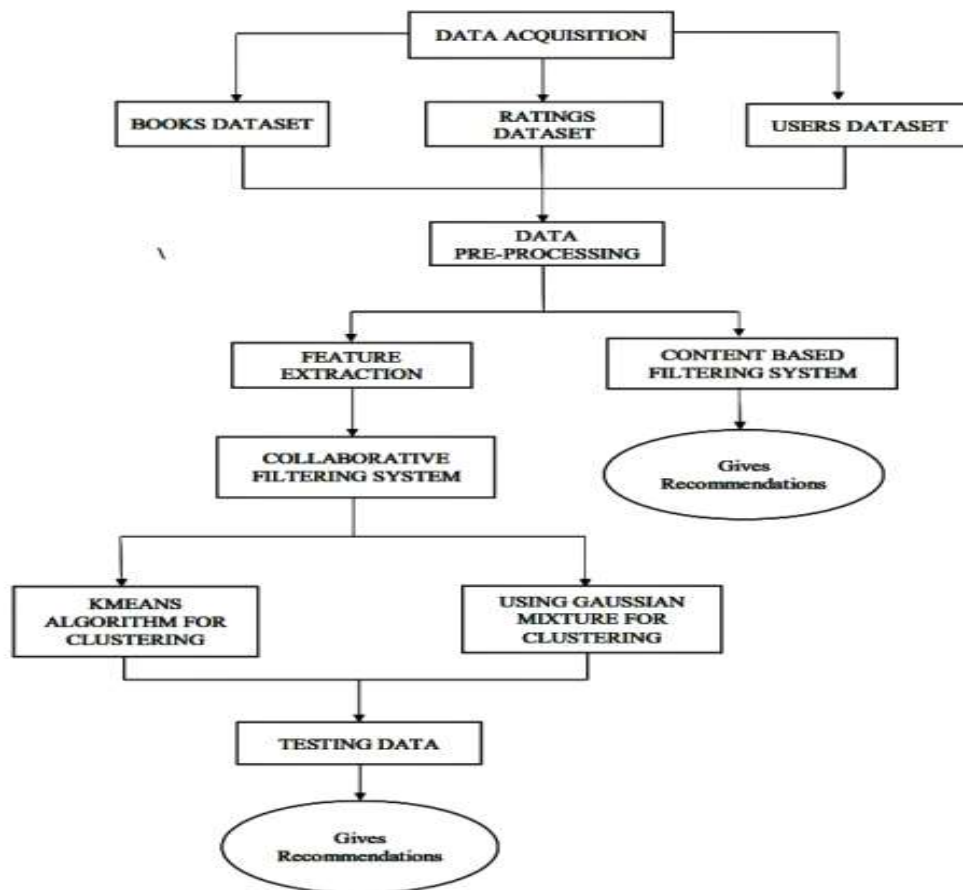 DATA ACQUISITION
BOOKS DATASET
RATINGS
DATASET
USERS DATASET
DATA
PRE-PROCESSING
\
FEATURE
EXTRACTION
CONTENT BASED
FILTERING SYSTEM
COLLABORATIVE
FILTERING SYSTEM
Gives
Recommendations
KMEANS
ALGORITHM FOR
CLUSTERING
USING GAUSSIAN
MIXTURE FOR
CLUSTERING
TESTING DATA
Gives
Recommendations